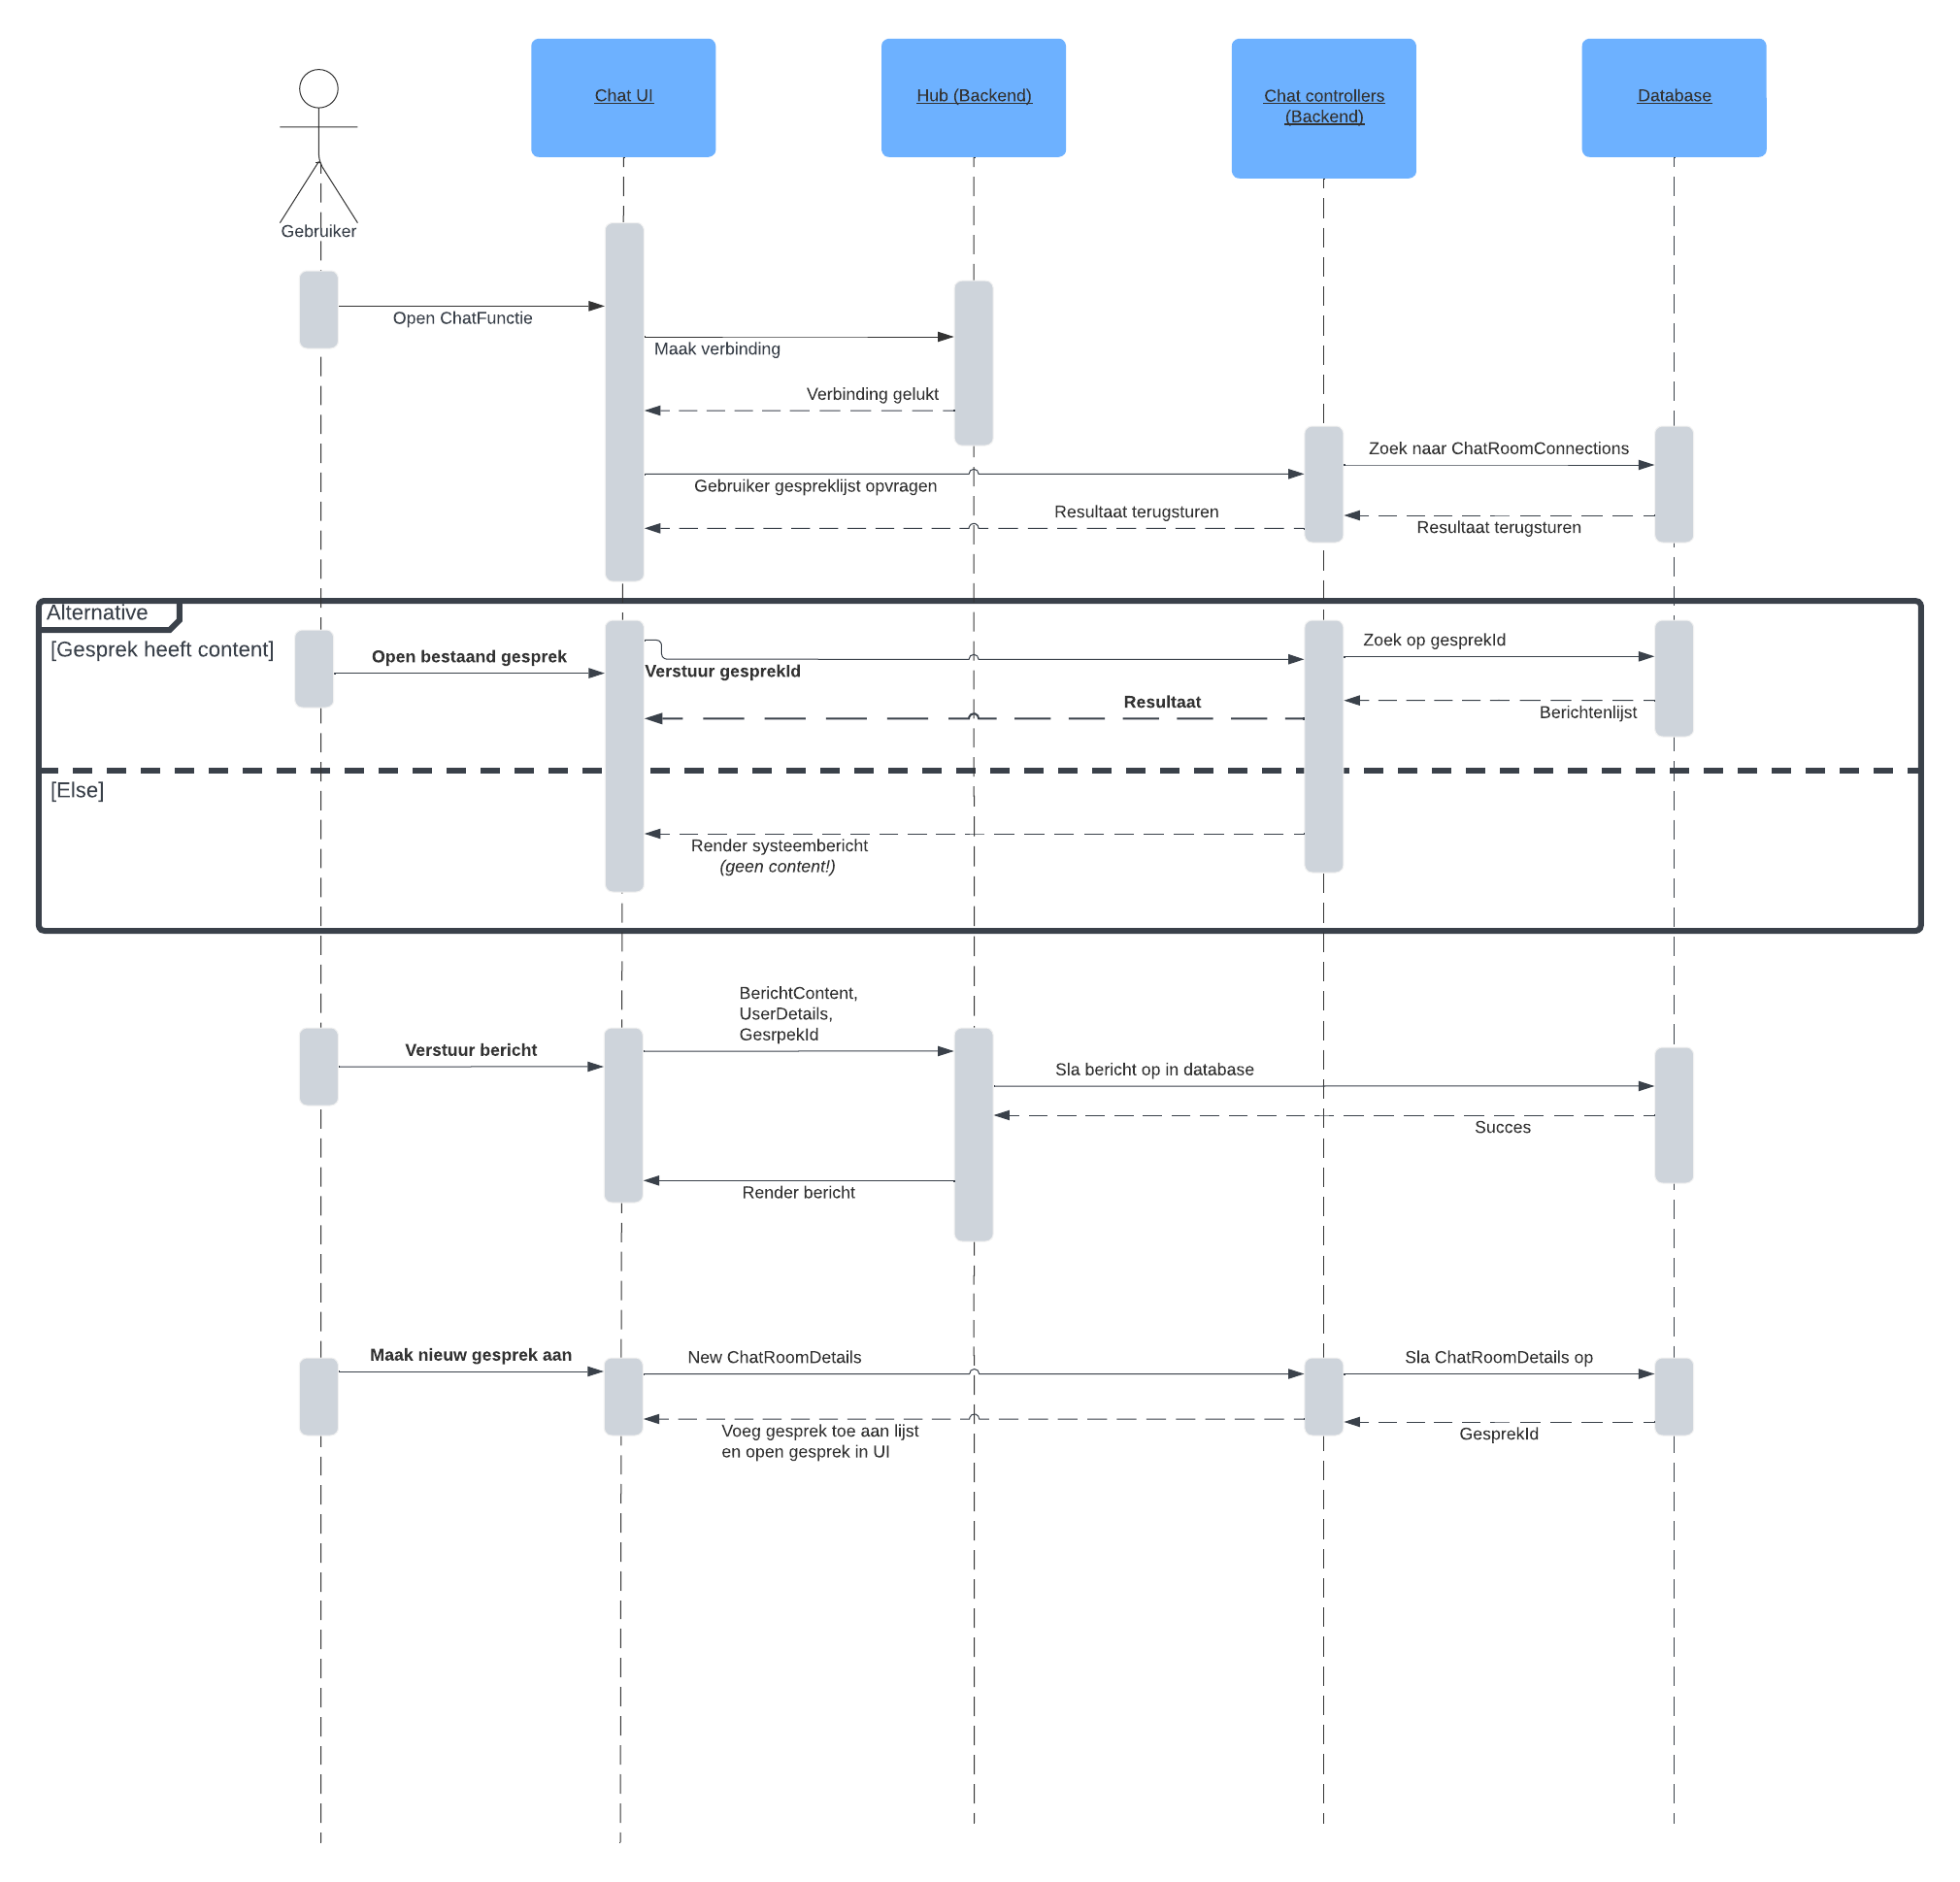 Chat UI
Hub (Backend)
Chat controllers
(Backend)
Database
Gebruiker
Open ChatFunctie
Maak verbinding
Verbinding gelukt
Zoek naar ChatRoomConnections
Gebruiker gespreklijst opvragen
Resultaat terugsturen
Resultaat terugsturen
Alternative
[Gesprek heeft content]
Open bestaand gesprek
Verstuur gesprekId
Zoek op gesprekId
Resultaat
Berichtenlijst
[Else]
Render systeembericht
(geen content!)
BerichtContent,
UserDetails,
GesrpekId
Verstuur bericht
Sla bericht op in database
Succes
Render bericht
Maak nieuw gesprek aan
New ChatRoomDetails
Sla ChatRoomDetails op
Voeg gesprek toe aan lijst
en open gesprek in UI
GesprekId